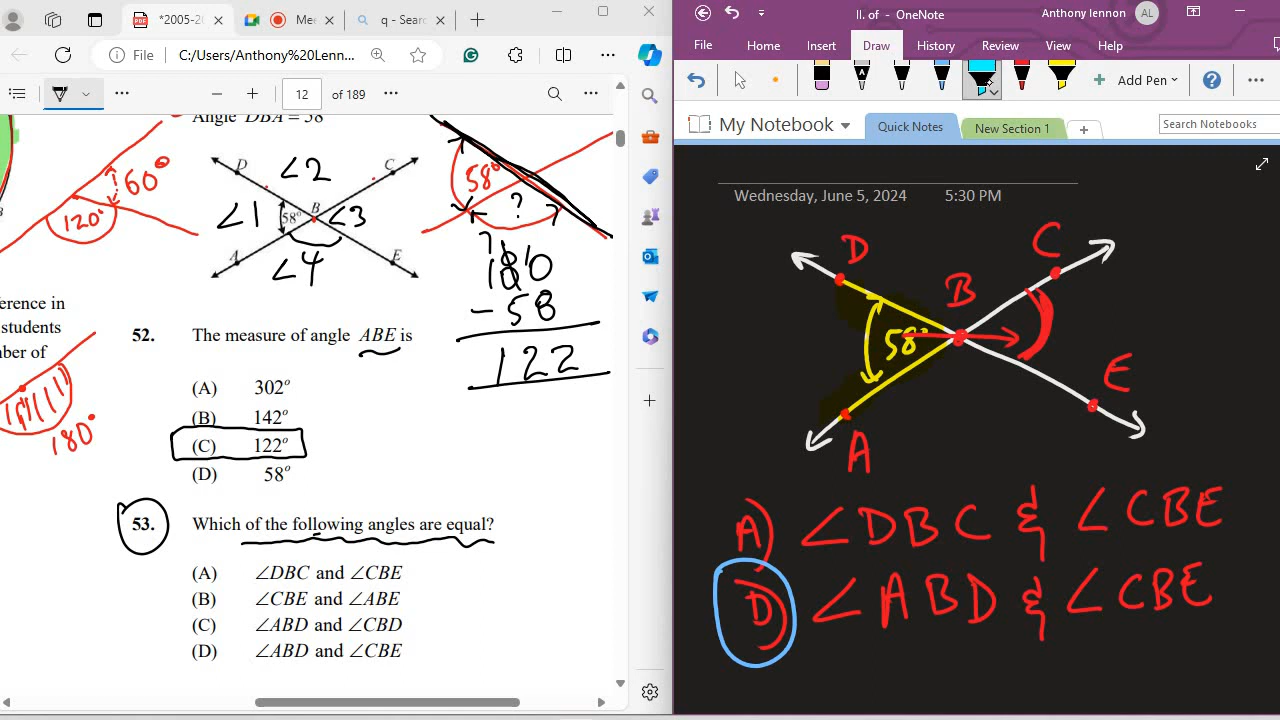 *2005-2
Mee
q - Searc
File
C:/Users/Anthony%20Lenn...
12 of 189
Angle DBA = 58
60°
120°
D
∠2
C
∠1
58°
B
∠3
A
∠4
E
58°
?
7 10
180
- 58
122
erence in
students
nber of
180°
52. The measure of angle ABE is
(A) 302°
(B) 142°
(C) 122°
(D) 58°
53. Which of the following angles are equal?
(A) ∠DBC and ∠CBE
(B) ∠CBE and ∠ABE
(C) ∠ABD and ∠CBD
(D) ∠ABD and ∠CBE
ll. of - OneNote
Anthony lennon
AL
File Home Insert Draw History Review View Help
A
Add Pen
?
My Notebook
Quick Notes
New Section 1
Search Notebooks
Wednesday, June 5, 2024 5:30 PM
D
C
B
58°
E
A
A) ∠DBC & ∠CBE
D) ∠ABD & ∠CBE